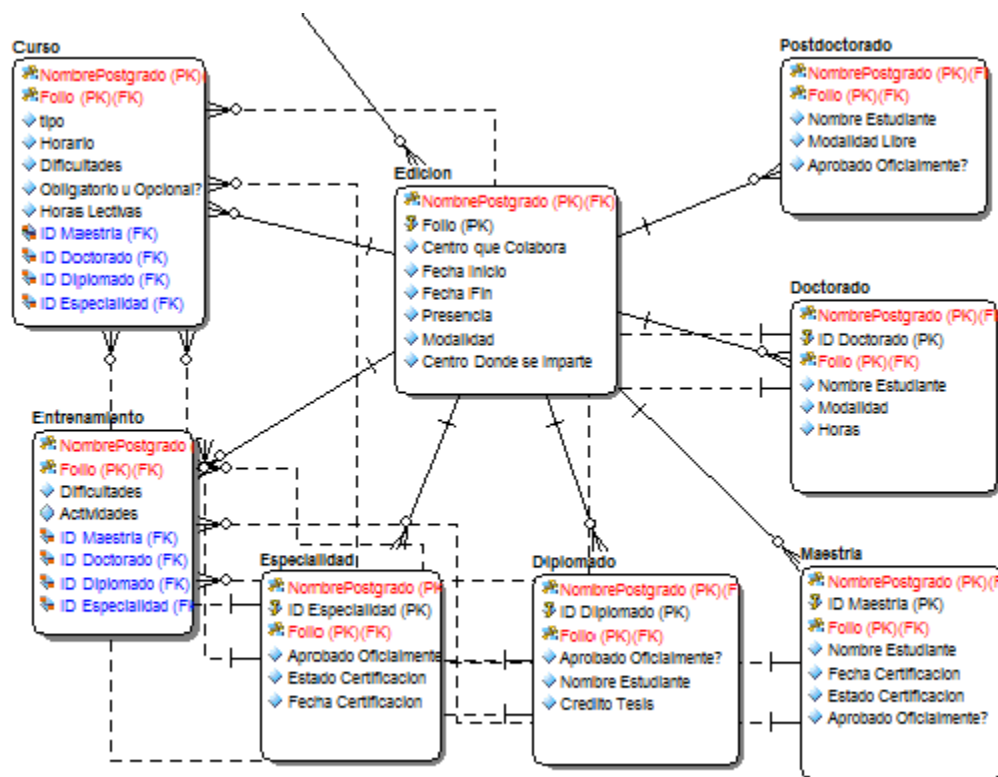 Curso
NombrePostgrado (PK)(
Folio (PK)(FK)
tipo
Horario
Dificultades
Obligatorio u Opcional?
Horas Lectivas
ID Maestria (FK)
ID Doctorado (FK)
ID Diplomado (FK)
ID Especialidad (FK)
Edicion
NombrePostgrado (PK)(FK)
Folio (PK)
Centro que Colabora
Fecha Inicio
Fecha Fin
Presencia
Modalidad
Centro Donde se Imparte
Postdoctorado
NombrePostgrado (PK)(F
Folio (PK)(FK)
Nombre Estudiante
Modalidad Libre
Aprobado Oficialmente?
Doctorado
NombrePostgrado (PK)(F
ID Doctorado (PK)
Folio (PK)(FK)
Nombre Estudiante
Modalidad
Horas
Entrenamiento
NombrePostgrado (
Folio (PK)(FK)
Dificultades
Actividades
ID Maestria (FK)
ID Doctorado (FK)
ID Diplomado (FK)
ID Especialidad (F
Especialidad
NombrePostgrado (PK
ID Especialidad (PK)
Folio (PK)(FK)
Aprobado Oficialmente
Estado Certificacion
Fecha Certificacion
Diplomado
NombrePostgrado (PK)(F
ID Diplomado (PK)
Folio (PK)(FK)
Aprobado Oficialmente?
Nombre Estudiante
Credito Tesis
Maestria
NombrePostgrado (PK)(F
ID Maestria (PK)
Folio (PK)(FK)
Nombre Estudiante
Fecha Certificacion
Estado Certificacion
Aprobado Oficialmente?